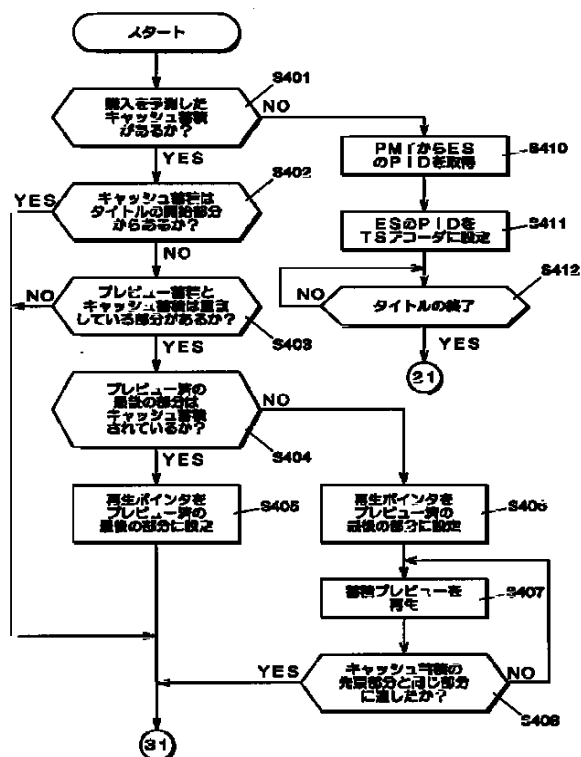 スタート
S401
購入を予測した
キャッシュ蓄積
があるか？
NO
YES
S402
PMTからES
のPIDを取得
S410
YES
キャッシュ蓄積は
タイトルの開始部分
からあるか？
NO
ESのPIDを
TSデコーダに設定
S411
S412
NO
プレビュー蓄積と
キャッシュ蓄積は重複
している部分があるか？
S403
YES
NO
タイトルの終了
YES
21
プレビュー済の
最後の部分は
キャッシュ蓄積
されているか？
NO
S404
YES
再生ポインタを
プレビュー済の
最後の部分に設定
S405
再生ポインタを
プレビュー済の
最後の部分に設定
S406
蓄積プレビューを
再生
S407
YES
キャッシュ蓄積の
先頭部分と同じ部分
に達したか？
NO
S408
31